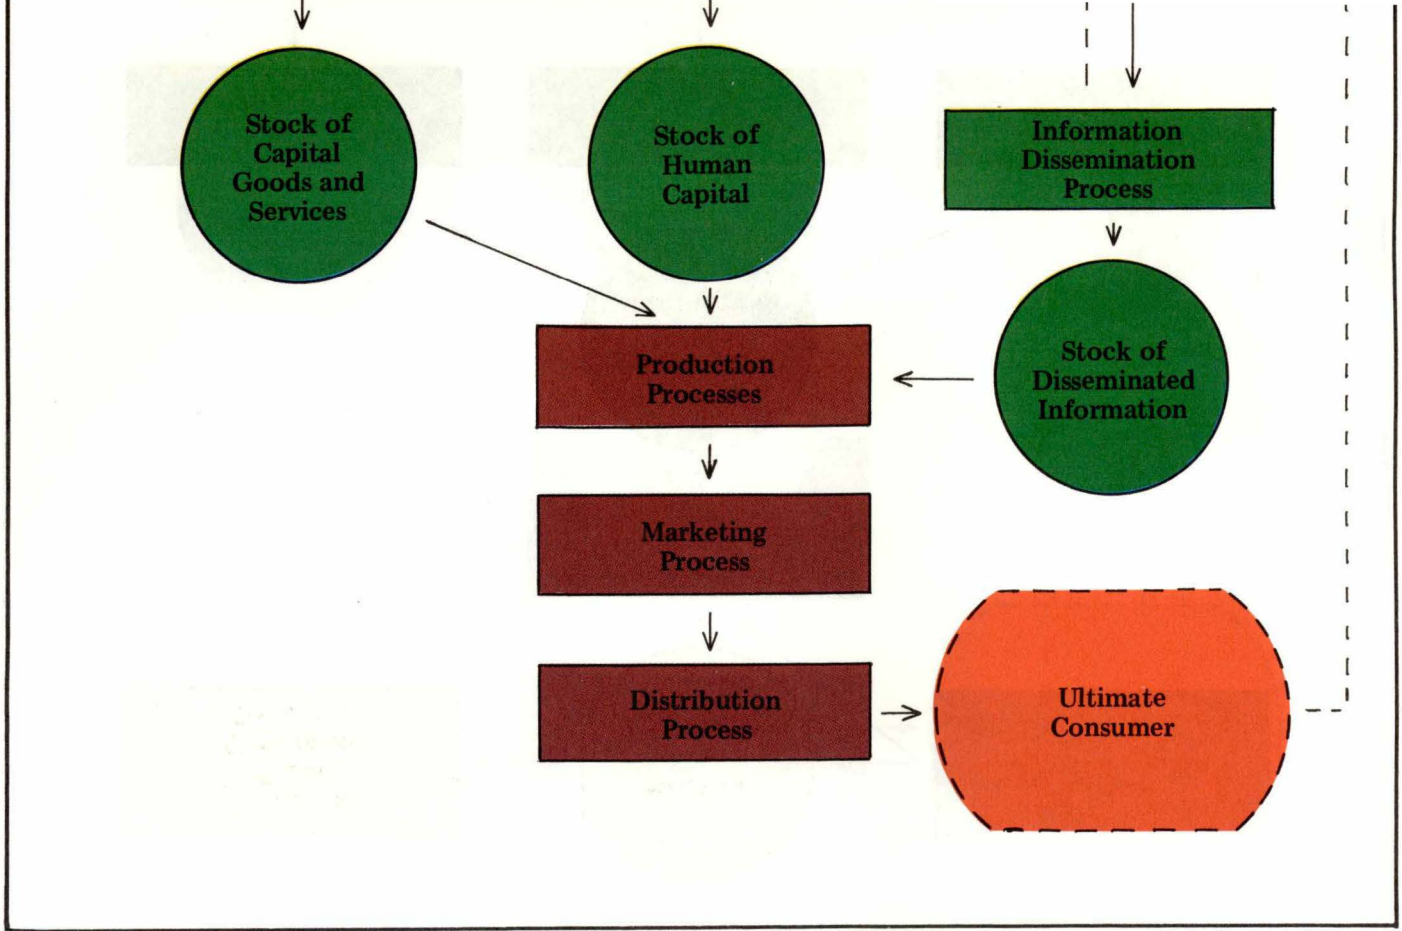 Stock of
Capital
Goods and
Services
Stock of
Human
Capital
Information
Dissemination
Process
Production
Processes
Stock of
Disseminated
Information
Marketing
Process
Distribution
Process
Ultimate
Consumer